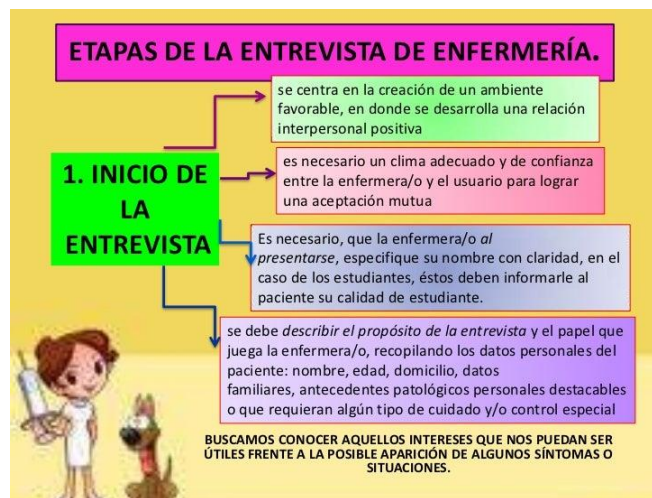 ETAPAS DE LA ENTREVISTA DE ENFERMERÍA.
se centra en la creación de un ambiente
favorable, en donde se desarrolla una relación
interpersonal positiva
1. INICIO DE
LA
ENTREVISTA
es necesario un clima adecuado y de confianza
entre la enfermera/o y el usuario para lograr
una aceptación mutua
Es necesario, que la enfermera/o al
presentarse, especifique su nombre con claridad, en el
caso de los estudiantes, éstos deben informarle al
paciente su calidad de estudiante.
se debe describir el propósito de la entrevista y el papel que
juega la enfermera/o, recopilando los datos personales del
paciente: nombre, edad, domicilio, datos
familiares, antecedentes patológicos personales destacables
o que requieran algún tipo de cuidado y/o control especial
BUSCAMOS CONOCER AQUELLOS INTERESES QUE NOS PUEDAN SER
ÚTILES FRENTE A LA POSIBLE APARICIÓN DE ALGUNOS SÍNTOMAS O
SITUACIONES.